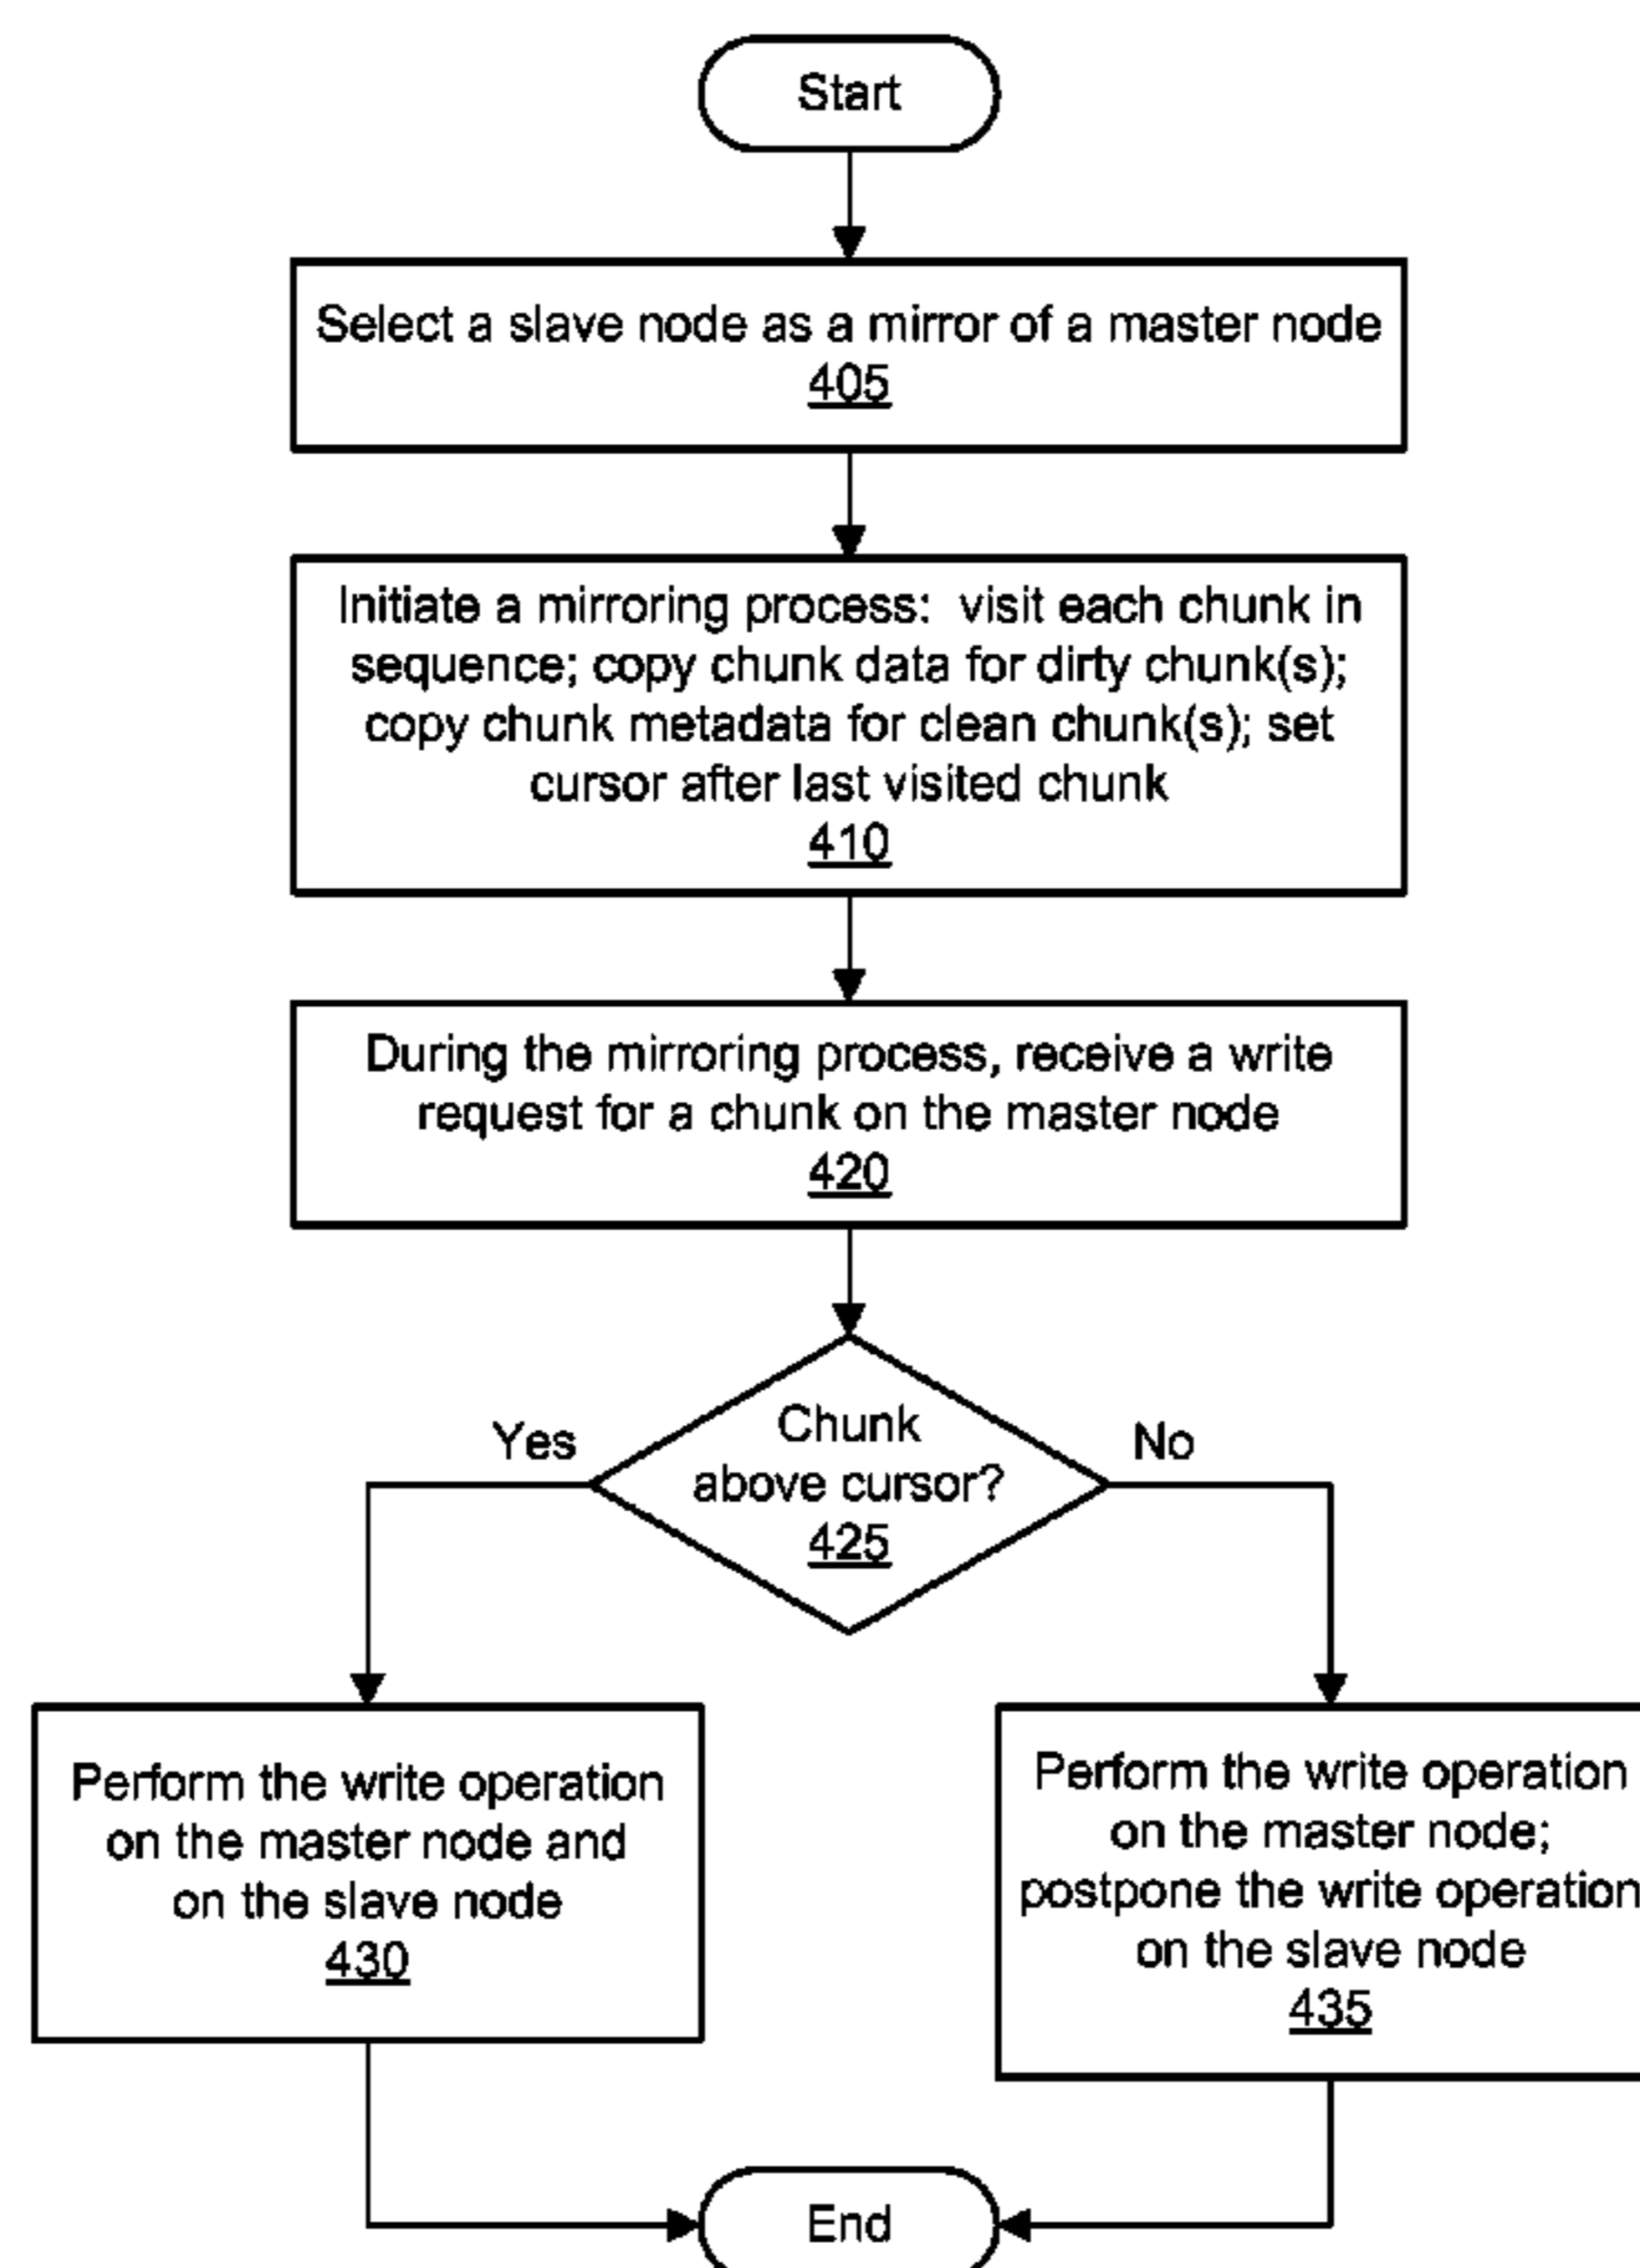 Start
Select a slave node as a mirror of a master node
405
Initiate a mirroring process: visit each chunk in
sequence; copy chunk data for dirty chunk(s);
copy chunk metadata for clean chunk(s); set
cursor after last visited chunk
410
During the mirroring process, receive a write
request for a chunk on the master node
420
Chunk
above cursor?
425
Yes
No
Perform the write operation
on the master node and
on the slave node
430
Perform the write operation
on the master node;
postpone the write operation
on the slave node
435
End